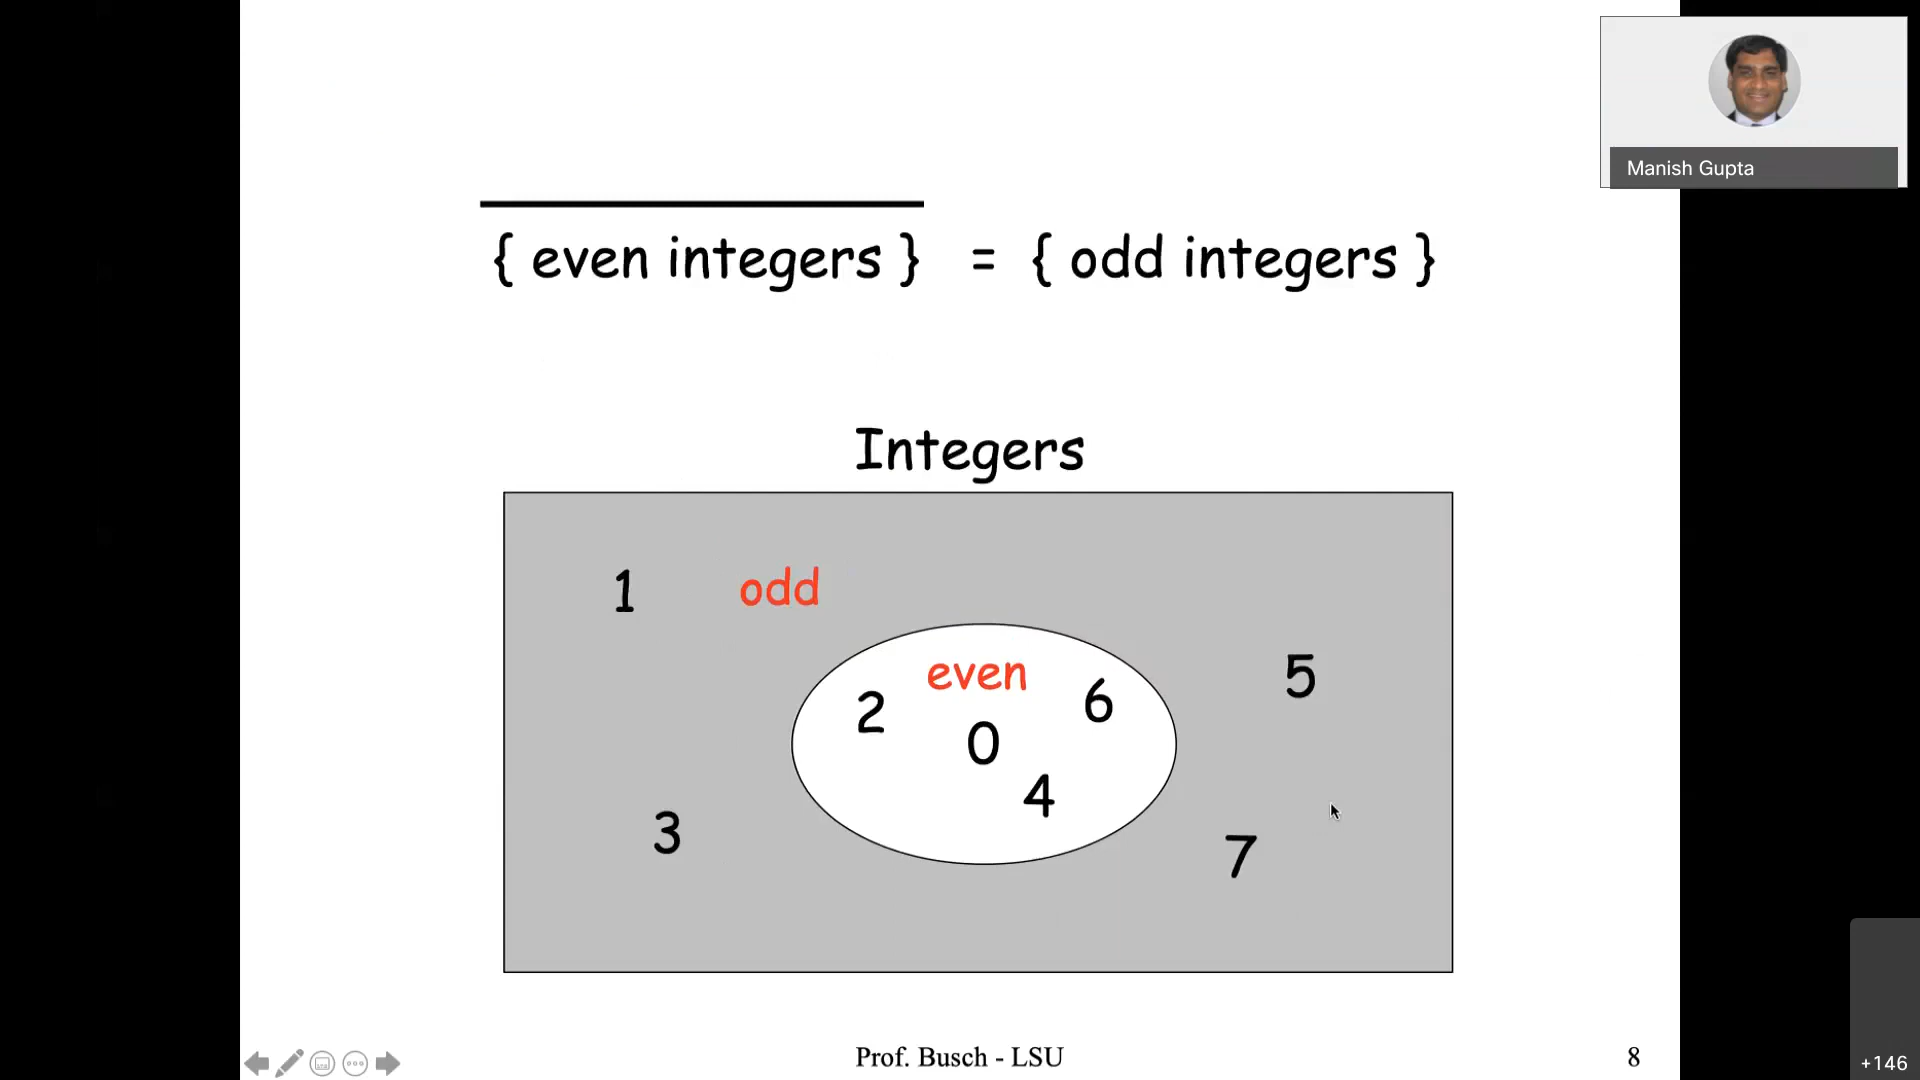 Manish Gupta
{ even integers } = { odd integers }
Integers
1 odd
even
5
2 6
0
4
3
7
Prof. Busch - LSU
8
+146